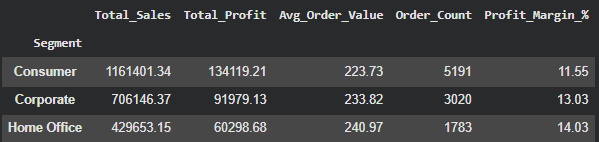 Total_Sales Total_Profit Avg_Order_Value Order_Count Profit_Margin_%
Segment
Consumer 1161401.34 134119.21 223.73 5191 11.55
Corporate 706146.37 91979.13 233.82 3020 13.03
Home Office 429653.15 60298.68 240.97 1783 14.03